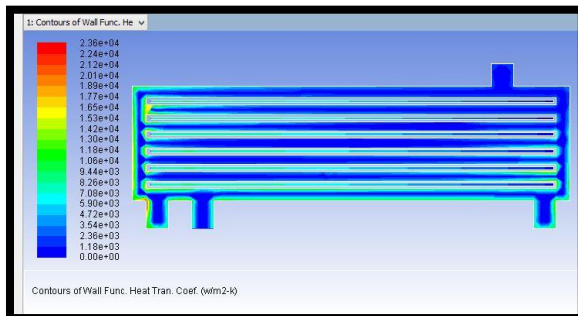 1: Contours of Wall Func. He
2.36e+04
2.24e+04
2.12e+04
2.01e+04
1.89e+04
1.77e+04
1.65e+04
1.53e+04
1.42e+04
1.30e+04
1.18e+04
1.06e+04
9.44e+03
8.26e+03
7.08e+03
5.90e+03
4.72e+03
3.54e+03
2.36e+03
1.18e+03
0.00e+00
Contours of Wall Func. Heat Tran. Coef. (w/m2-k)